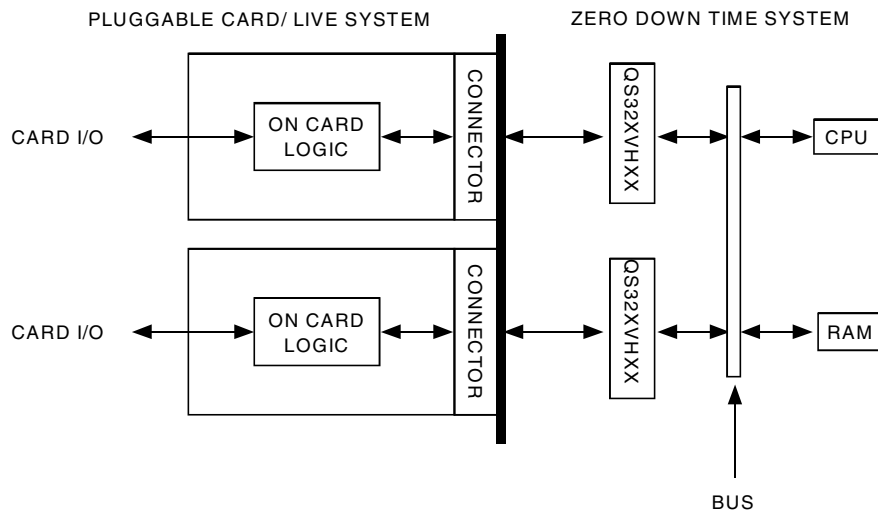 PLUGGABLE CARD/ LIVE SYSTEM
ZERO DOWN TIME SYSTEM
CARD I/O
ON CARD
LOGIC
CONNECTOR
QS32XVHXX
CPU
CARD I/O
ON CARD
LOGIC
CONNECTOR
QS32XVHXX
RAM
BUS